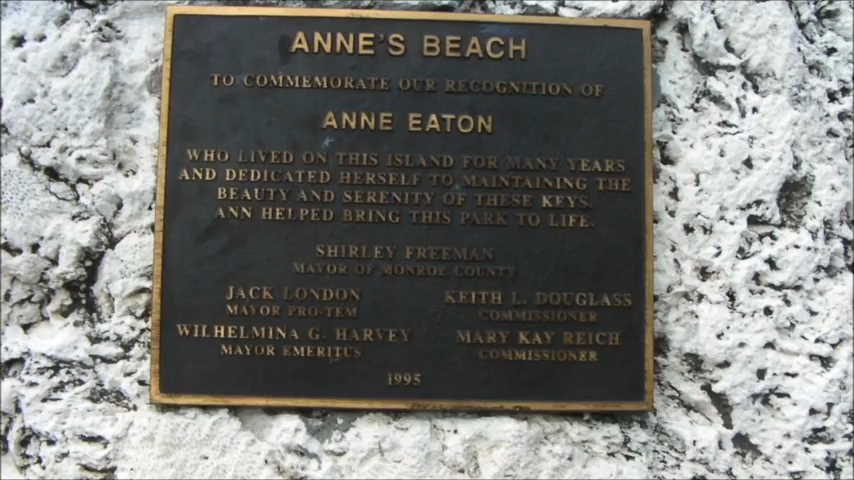 ANNE'S BEACH
TO COMMEMORATE OUR RECOGNITION OF
ANNE EATON
WHO LIVED ON THIS ISLAND FOR MANY YEARS
AND DEDICATED HERSELF TO MAINTAINING THE
BEAUTY AND SERENITY OF THESE KEYS.
ANN HELPED BRING THIS PARK TO LIFE.
SHIRLEY FREEMAN
MAYOR OF MONROE COUNTY
JACK LONDON
MAYOR PRO-TEM
KEITH L. DOUGLASS
COMMISSIONER
WILHELMINA G. HARVEY
MAYOR EMERITUS
MARY KAY REICH
COMMISSIONER
1995